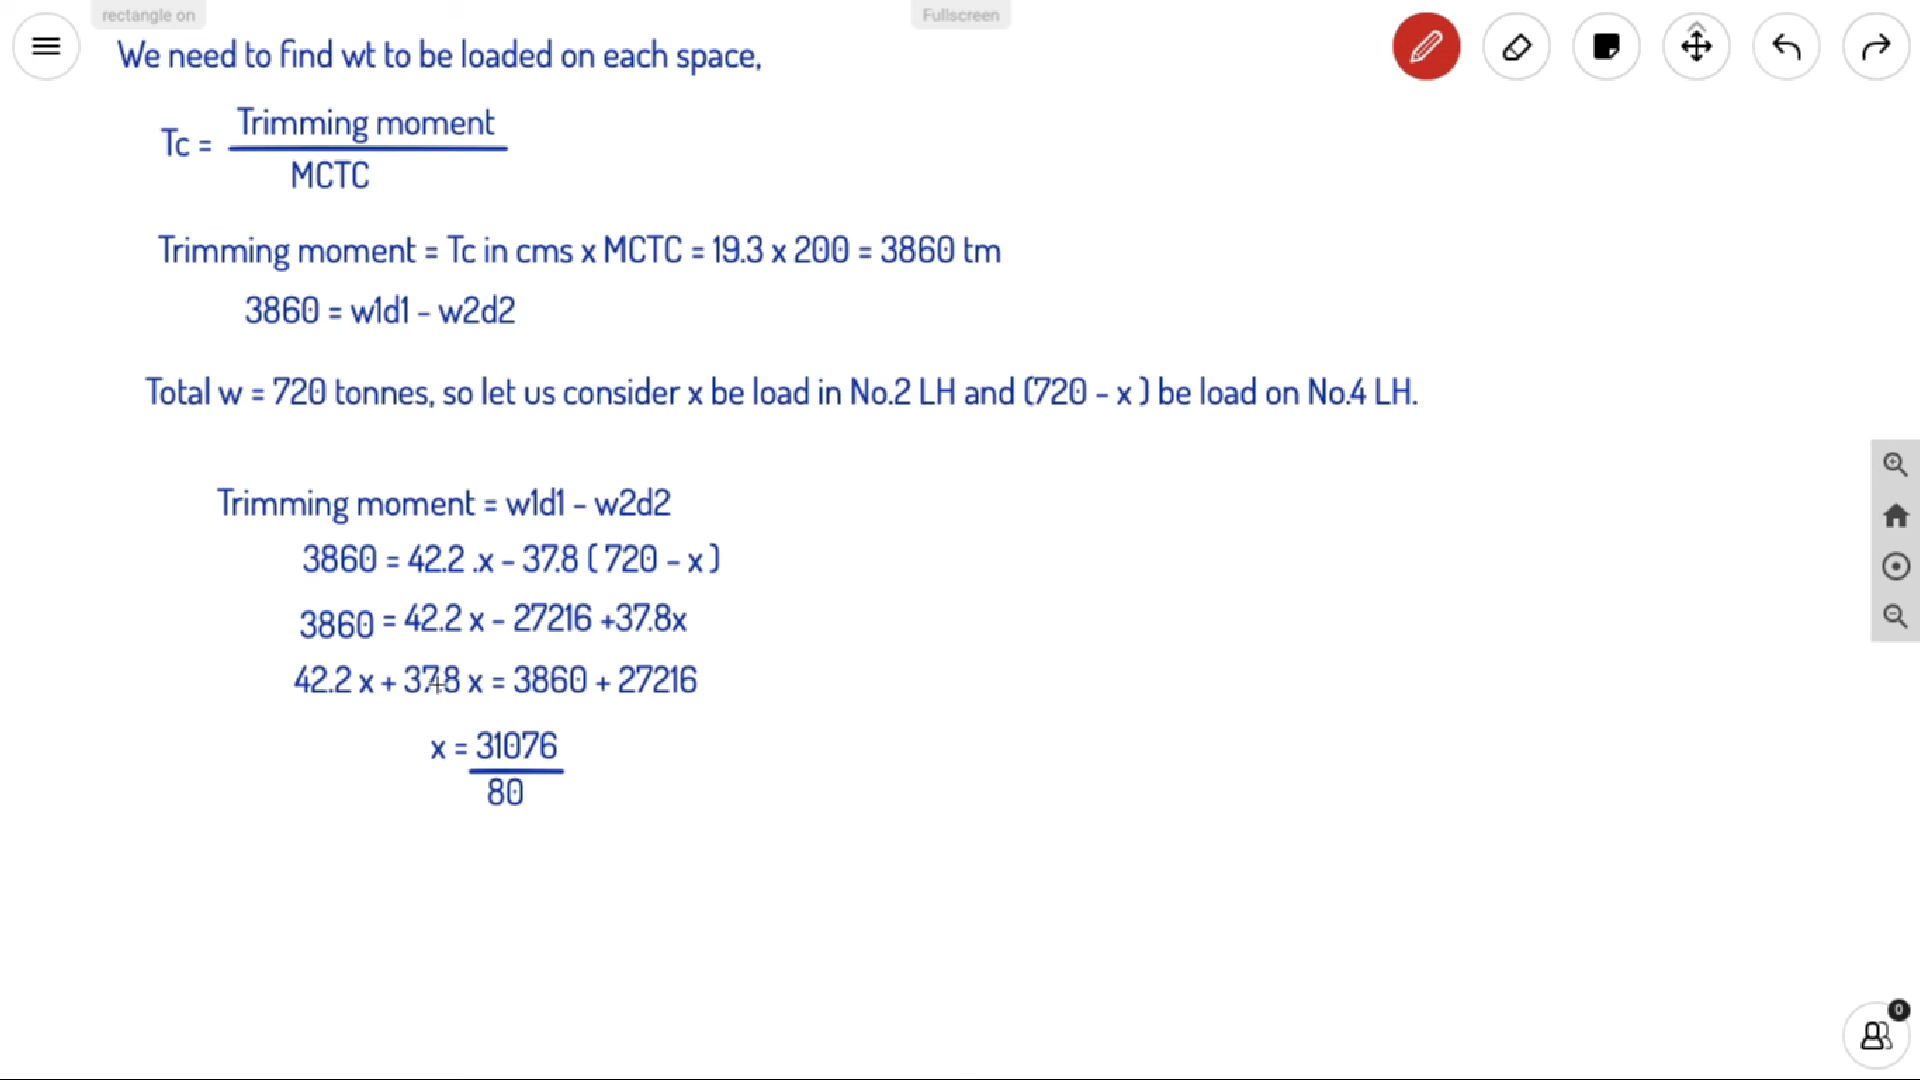 rectangle on
Fullscreen
We need to find wt to be loaded on each space,
Trimming moment
Tc =
MCTC
Trimming moment = Tc in cms x MCTC = 19.3 x 200 = 3860 tm
3860 = w1d1 - w2d2
Total w = 720 tonnes, so let us consider x be load in No.2 LH and (720 - x ) be load on No.4 LH.
Trimming moment = w1d1 - w2d2
3860 = 42.2 .x - 37.8 ( 720 - x )
3860 = 42.2 x - 27216 +37.8x
42.2 x + 37.8 x = 3860 + 27216
x = 31076
80
0